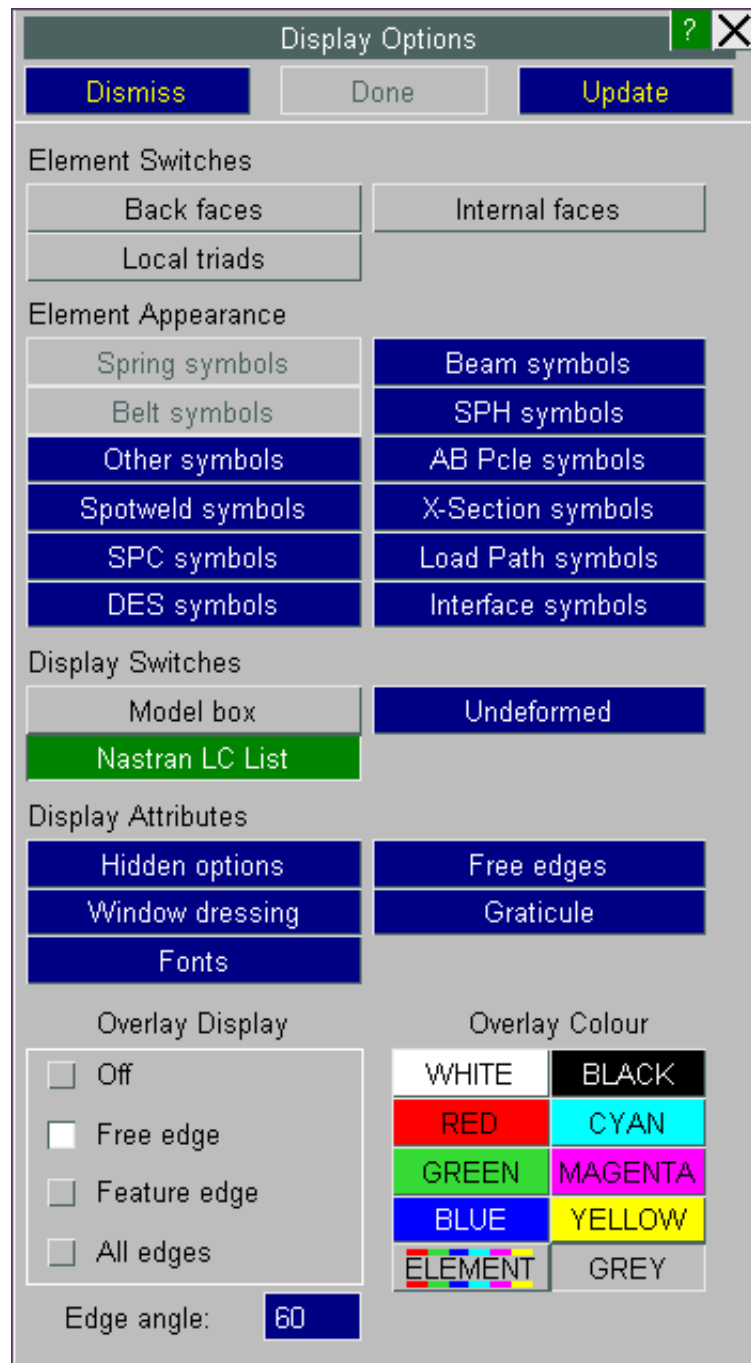 Display Options ?
Dismiss Done Update
Element Switches
Back faces Internal faces
Local triads
Element Appearance
Spring symbols Beam symbols
Belt symbols SPH symbols
Other symbols AB Pcle symbols
Spotweld symbols X-Section symbols
SPC symbols Load Path symbols
DES symbols Interface symbols
Display Switches
Model box Undeformed
Nastran LC List
Display Attributes
Hidden options Free edges
Window dressing Graticule
Fonts
Overlay Display Overlay Colour
Off WHITE BLACK
Free edge RED CYAN
Feature edge GREEN MAGENTA
All edges BLUE YELLOW
ELEMENT GREY
Edge angle: 60